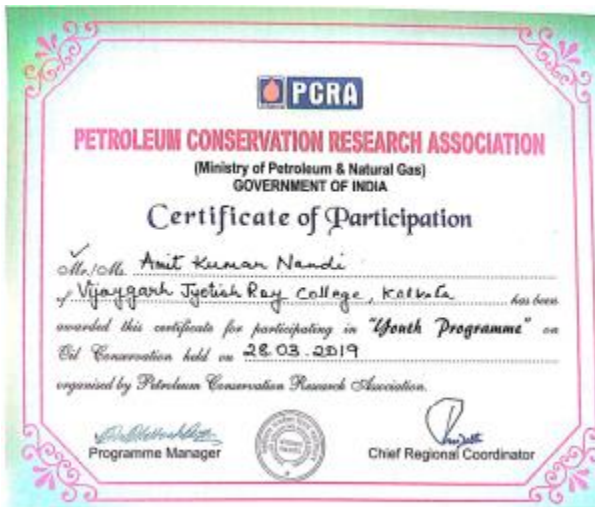 PCRA
PETROLEUM CONSERVATION RESEARCH ASSOCIATION
(Ministry of Petroleum & Natural Gas)
GOVERNMENT OF INDIA
Certificate of Participation
Mr./Ms. Amit Kumar Nandi
of Vijaygarh Jyotish Ray College, Kolkata has been
awarded this certificate for participating in "Youth Programme" on
Oil Conservation held on 28.03.2019
organised by Petroleum Conservation Research Association.
Programme Manager
Chief Regional Coordinator